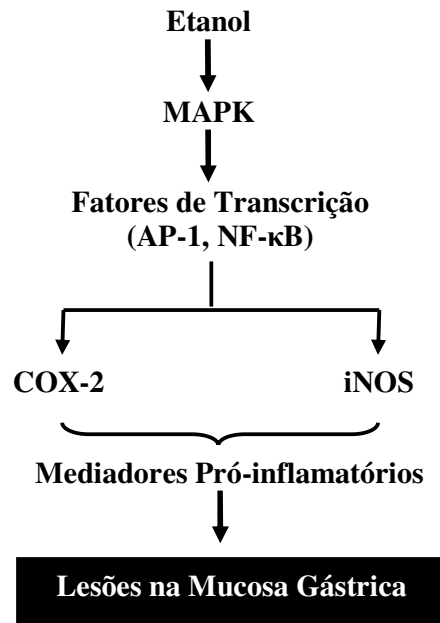 Etanol
MAPK
Fatores de Transcrição
(AP-1, NF-κB)
COX-2 iNOS
Mediadores Pró-inflamatórios
Lesões na Mucosa Gástrica